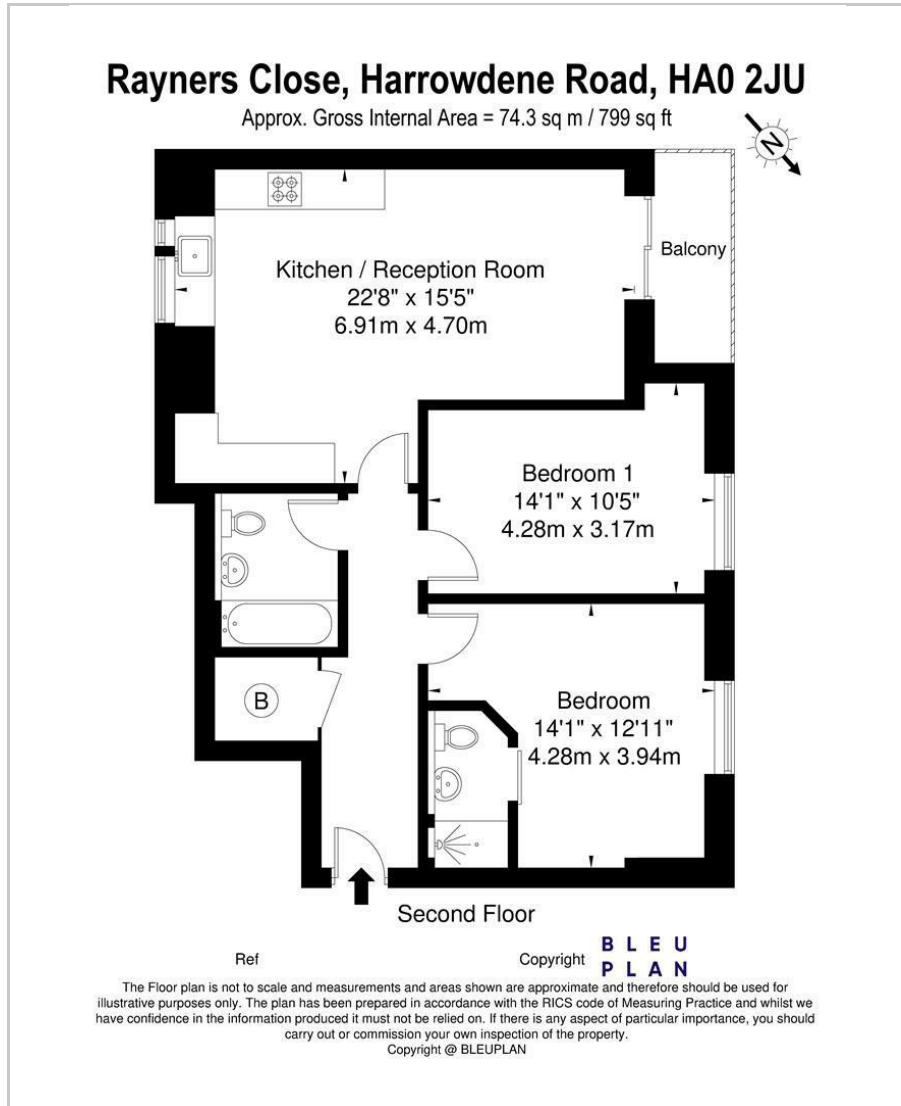 Rayners Close, Harrowdene Road, HA0 2JU
Approx. Gross Internal Area = 74.3 sq m / 799 sq ft
N
Balcony
Kitchen / Reception Room
22'8" x 15'5"
6.91m x 4.70m
Bedroom 1
14'1" x 10'5"
4.28m x 3.17m
B
Bedroom
14'1" x 12'11"
4.28m x 3.94m
Second Floor
Ref
Copyright
BLEU
PLAN
The Floor plan is not to scale and measurements and areas shown are approximate and therefore should be used for
illustrative purposes only. The plan has been prepared in accordance with the RICS code of Measuring Practice and whilst we
have confidence in the information produced it must not be relied on. If there is any aspect of particular importance, you should
carry out or commission your own inspection of the property.
Copyright @ BLEUPLAN